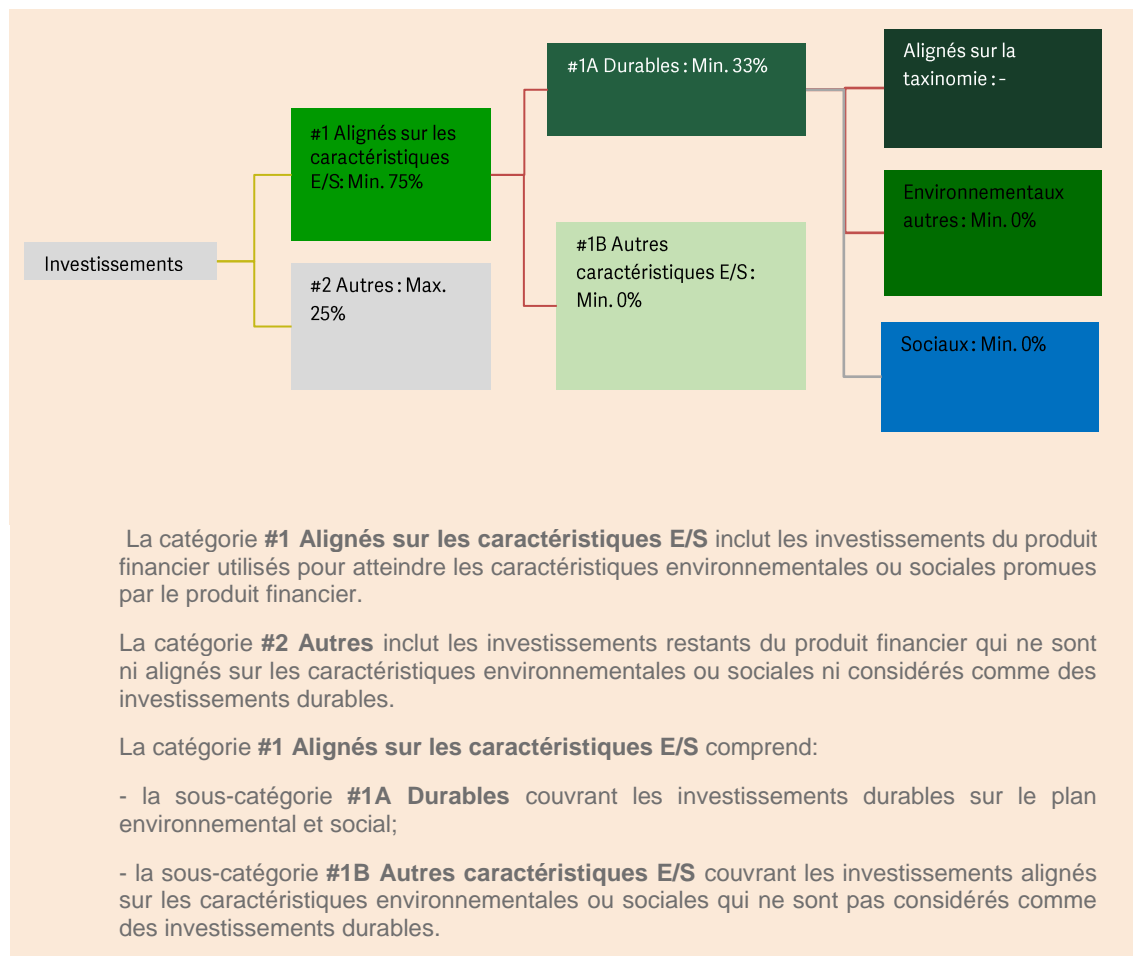 Investissements
#1 Alignés sur les
caractéristiques
E/S: Min. 75%
#2 Autres : Max.
25%
#1A Durables : Min. 33%
#1B Autres
caractéristiques E/S :
Min. 0%
Alignés sur la
taxinomie : -
Environnementaux
autres : Min. 0%
Sociaux : Min. 0%
La catégorie #1 Alignés sur les caractéristiques E/S inclut les investissements du produit
financier utilisés pour atteindre les caractéristiques environnementales ou sociales promues
par le produit financier.
La catégorie #2 Autres inclut les investissements restants du produit financier qui ne sont
ni alignés sur les caractéristiques environnementales ou sociales ni considérés comme des
investissements durables.
La catégorie #1 Alignés sur les caractéristiques E/S comprend:
- la sous-catégorie #1A Durables couvrant les investissements durables sur le plan
environnemental et social;
- la sous-catégorie #1B Autres caractéristiques E/S couvrant les investissements alignés
sur les caractéristiques environnementales ou sociales qui ne sont pas considérés comme
des investissements durables.